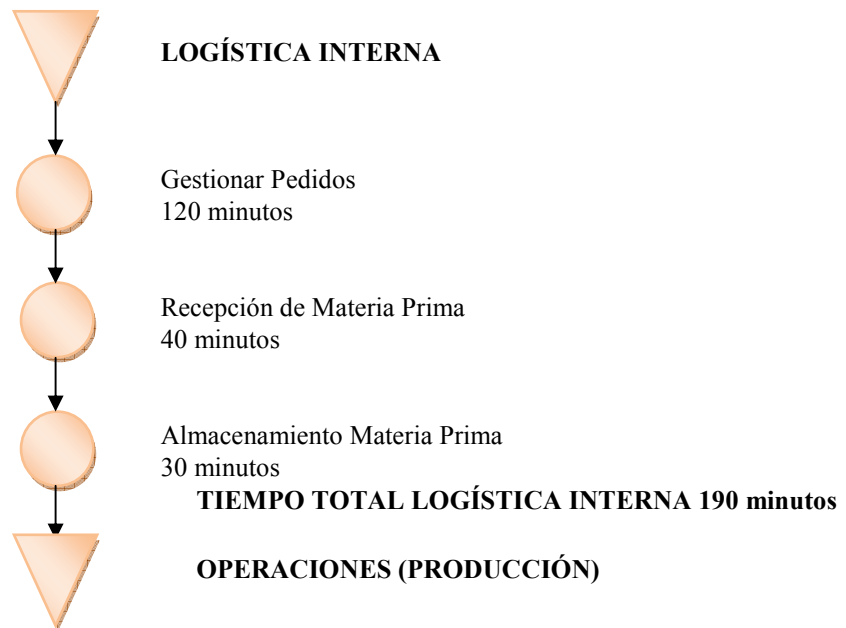 LOGÍSTICA INTERNA
Gestionar Pedidos
120 minutos
Recepción de Materia Prima
40 minutos
Almacenamiento Materia Prima
30 minutos
TIEMPO TOTAL LOGÍSTICA INTERNA 190 minutos
OPERACIONES (PRODUCCIÓN)